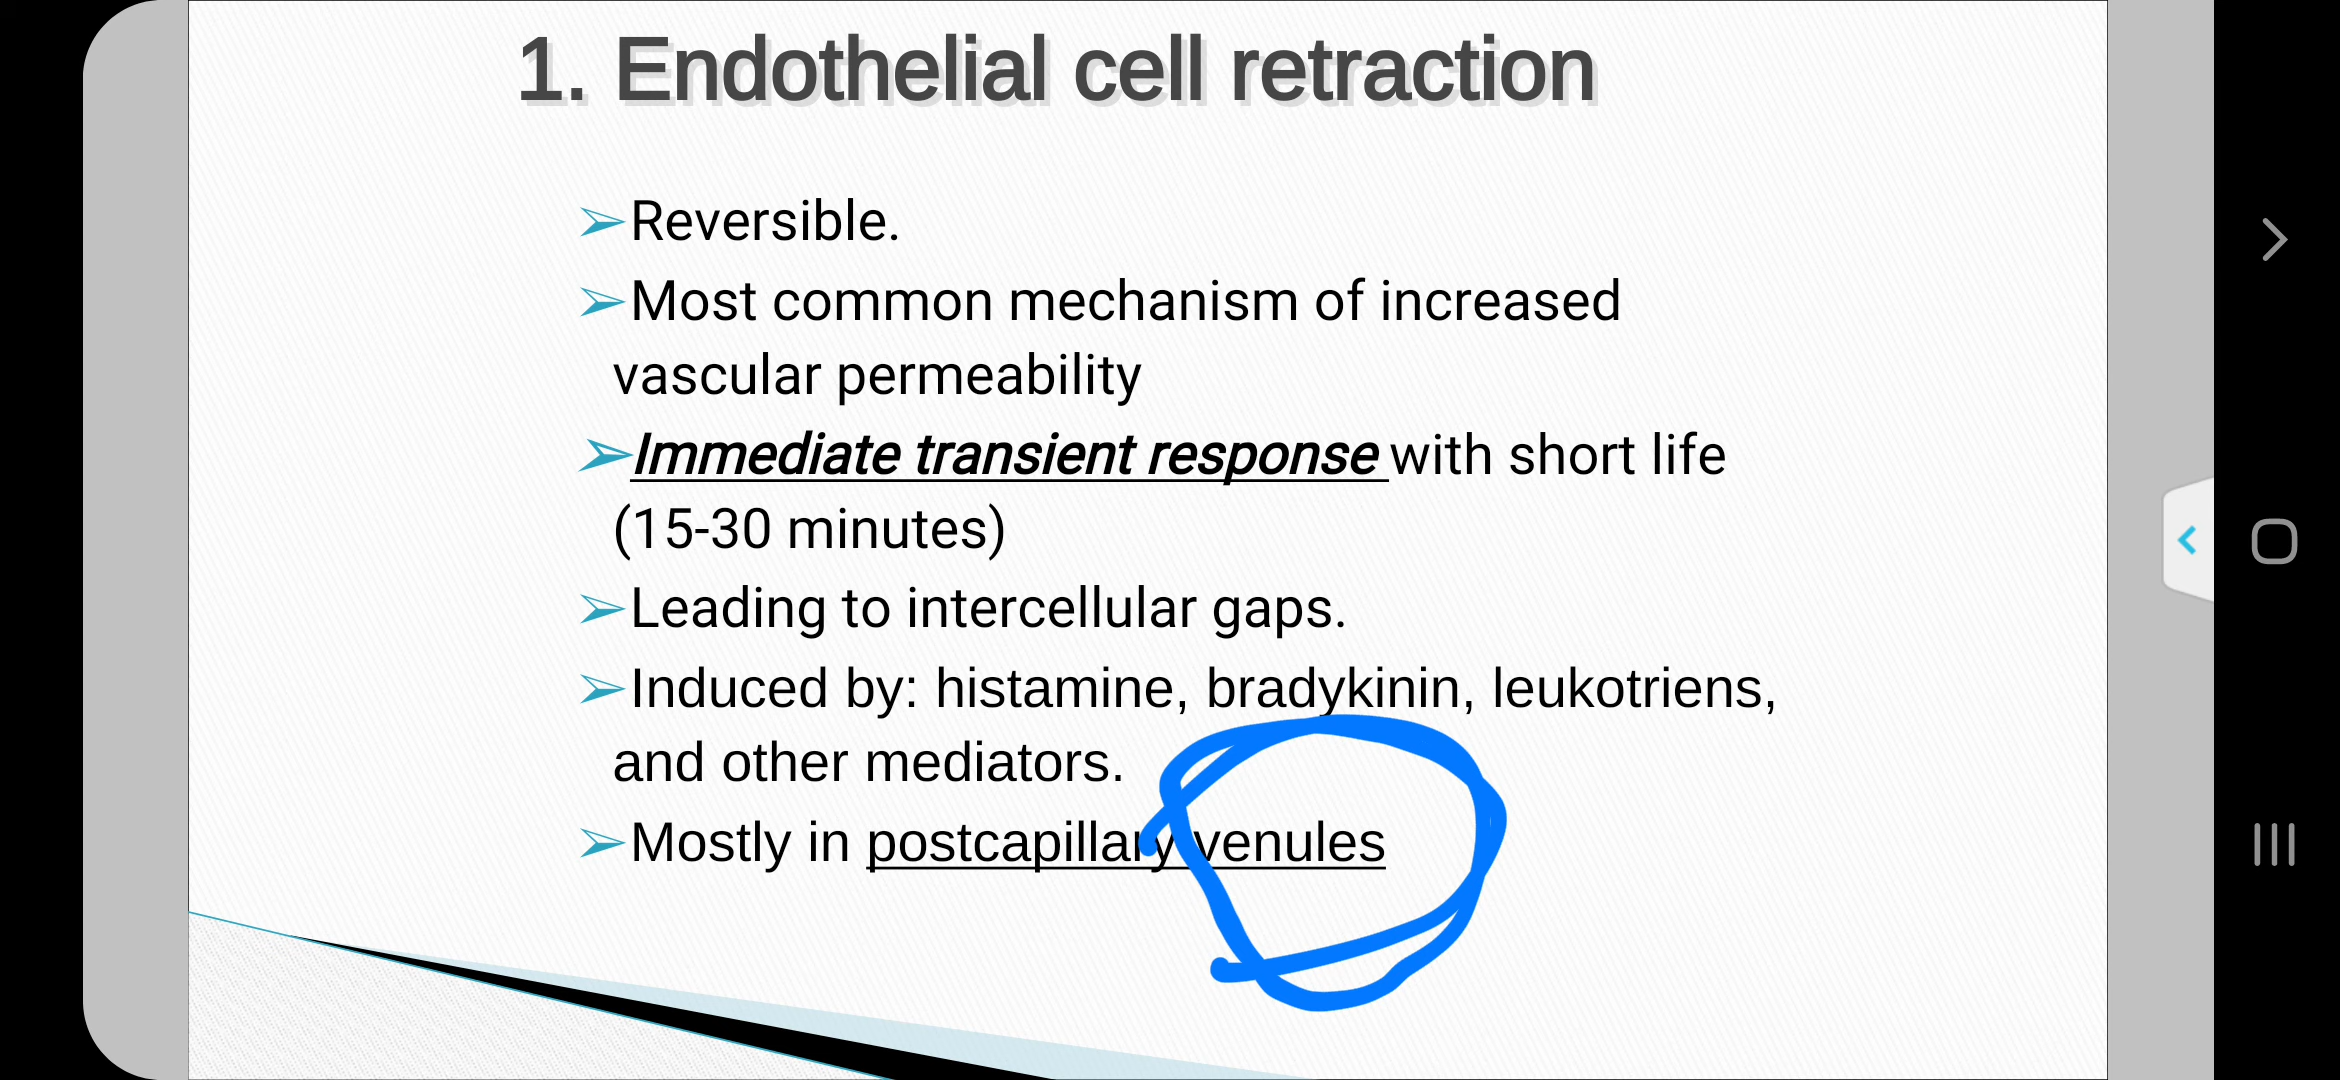 1. Endothelial cell retraction
➢Reversible.
➢Most common mechanism of increased
vascular permeability
➢Immediate transient response with short life
(15-30 minutes)
➢Leading to intercellular gaps.
➢Induced by: histamine, bradykinin, leukotriens,
and other mediators.
➢Mostly in postcapillary venules